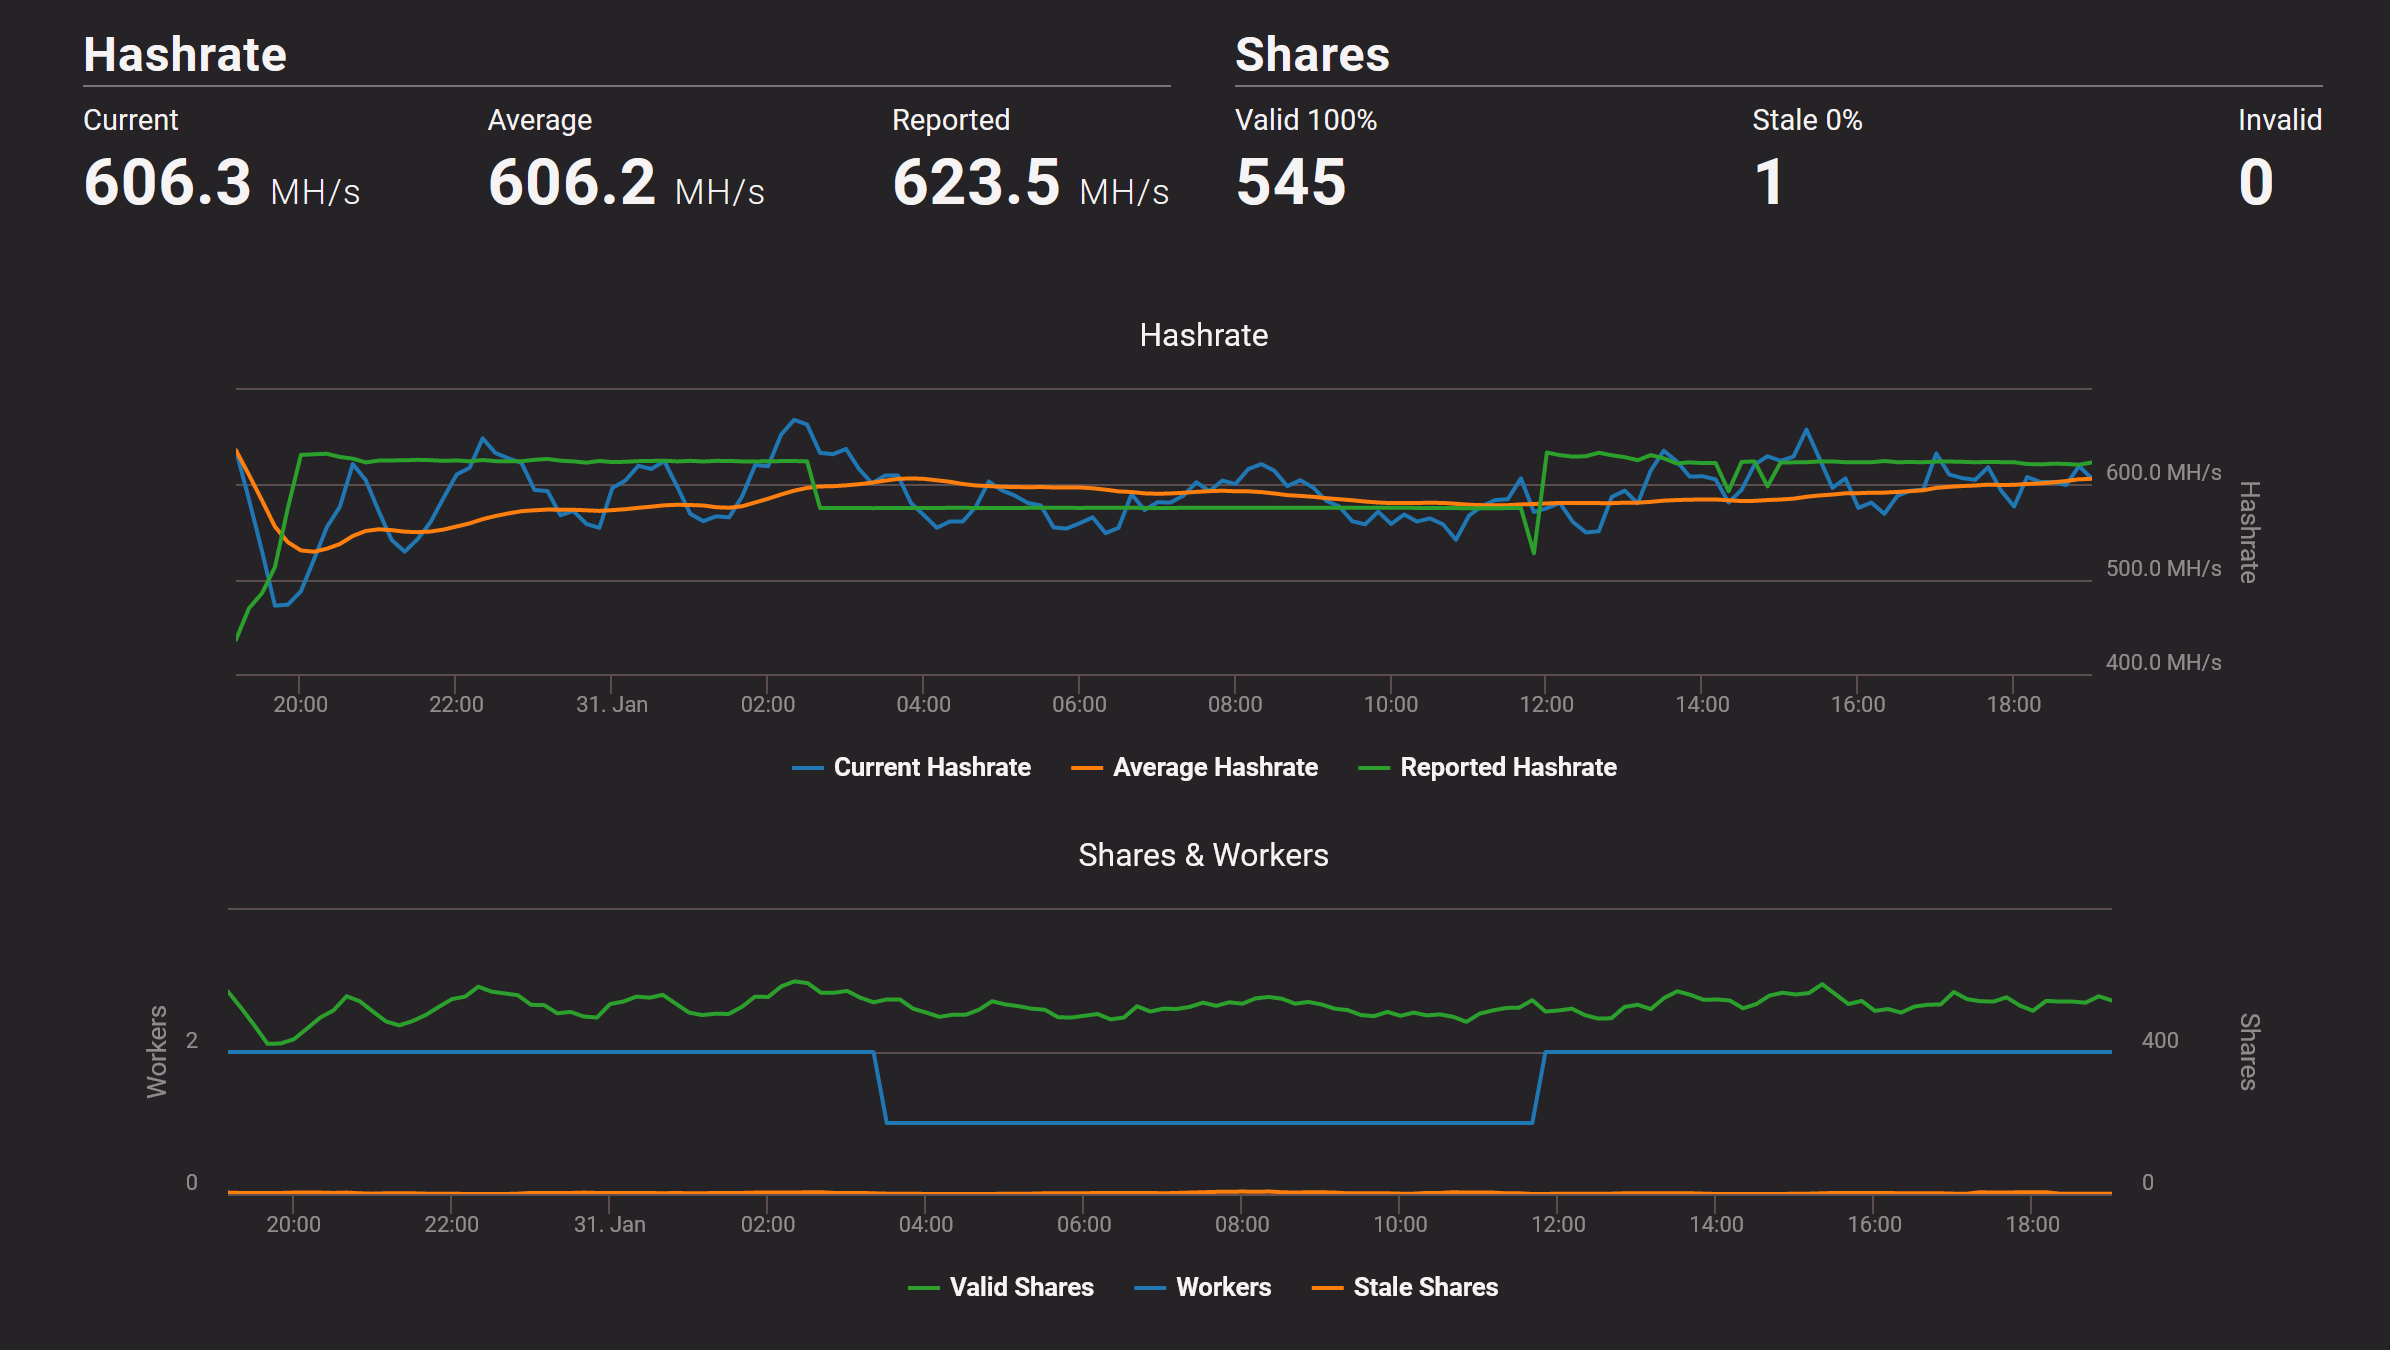 Hashrate
Current
606.3 MH/s
Average
606.2 MH/s
Reported
623.5 MH/s
Shares
Valid 100%
545
Stale 0%
1
Invalid
0
Hashrate
600.0 MH/s
500.0 MH/s
400.0 MH/s
Hashrate
20:00 22:00 31. Jan 02:00 04:00 06:00 08:00 10:00 12:00 14:00 16:00 18:00
Current Hashrate Average Hashrate Reported Hashrate
Shares & Workers
Workers
2
0
400
0
Shares
20:00 22:00 31. Jan 02:00 04:00 06:00 08:00 10:00 12:00 14:00 16:00 18:00
Valid Shares Workers Stale Shares